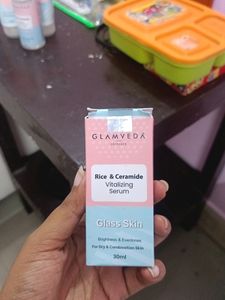 GLAMVEDA
Rice & Ceramide
Vitalizing
Serum
Glass Skin
Brightness & Evenness
For Dry & Combination Skin
30ml